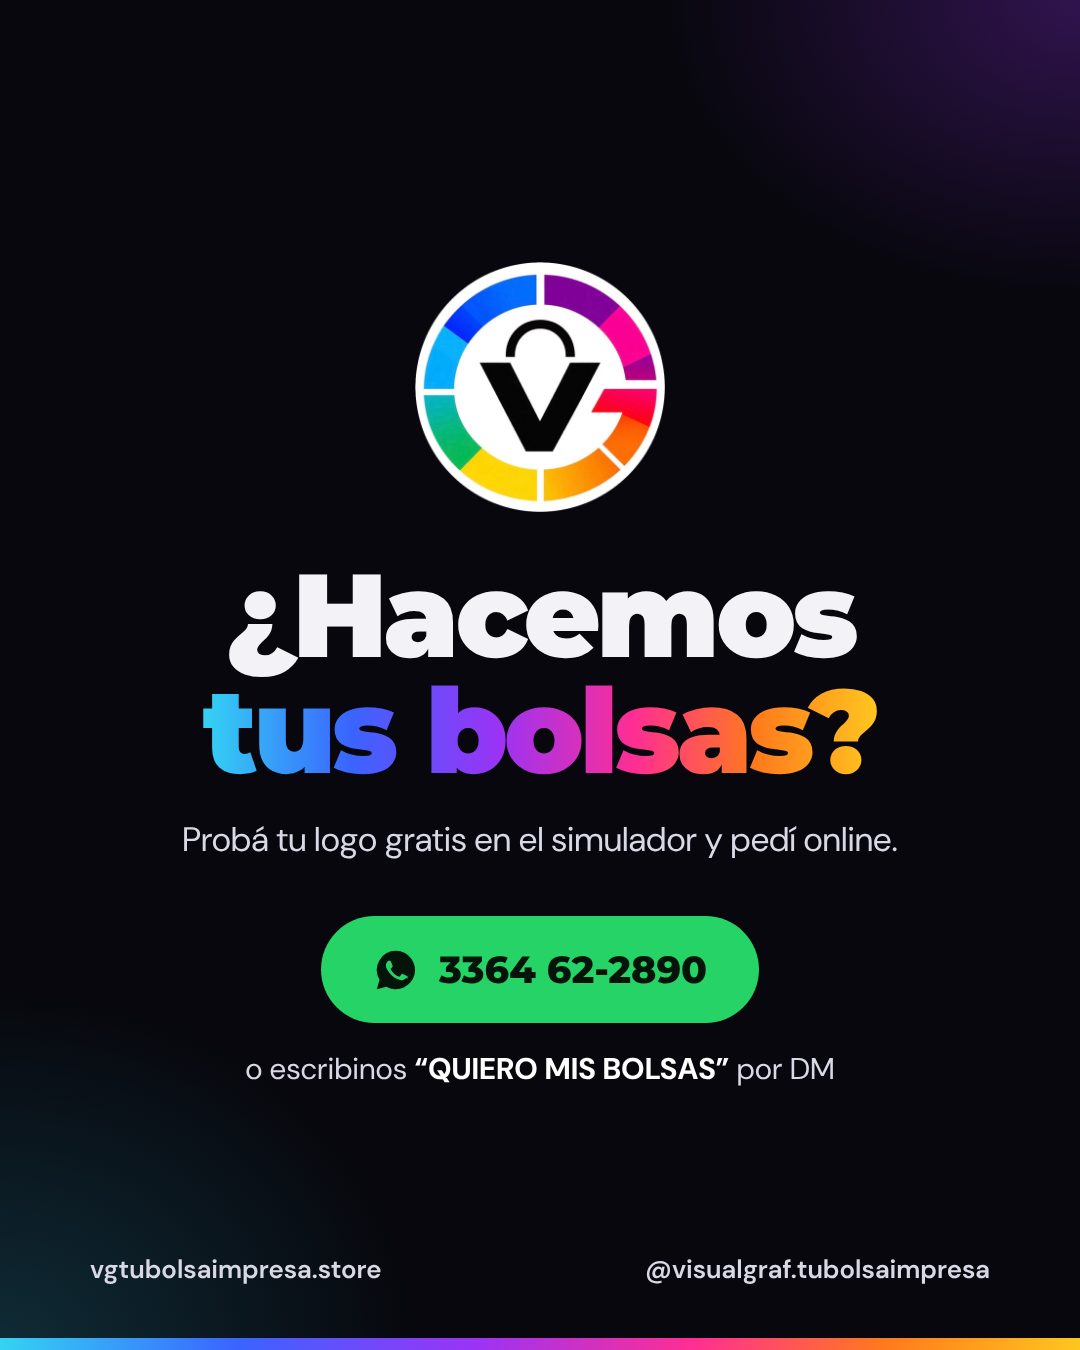 VG
¿Hacemos
tus bolsas?
Probá tu logo gratis en el simulador y pedí online.
3364 62-2890
o escribinos “QUIERO MIS BOLSAS” por DM
vgtubolsaimpresa.store
@visualgraf.tubolsaimpresa